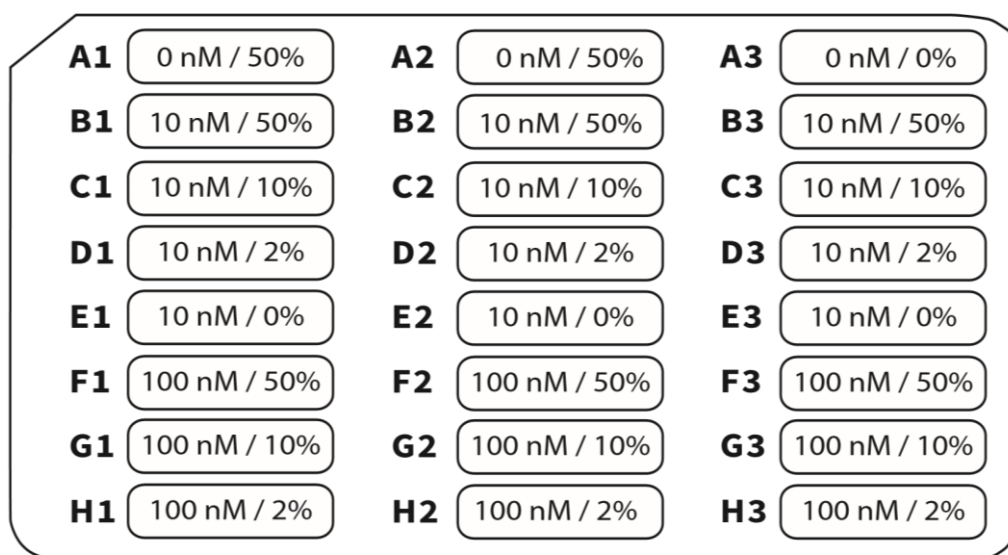 A1 0 nM / 50% A2 0 nM / 50% A3 0 nM / 0%
B1 10 nM / 50% B2 10 nM / 50% B3 10 nM / 50%
C1 10 nM / 10% C2 10 nM / 10% C3 10 nM / 10%
D1 10 nM / 2% D2 10 nM / 2% D3 10 nM / 2%
E1 10 nM / 0% E2 10 nM / 0% E3 10 nM / 0%
F1 100 nM / 50% F2 100 nM / 50% F3 100 nM / 50%
G1 100 nM / 10% G2 100 nM / 10% G3 100 nM / 10%
H1 100 nM / 2% H2 100 nM / 2% H3 100 nM / 2%